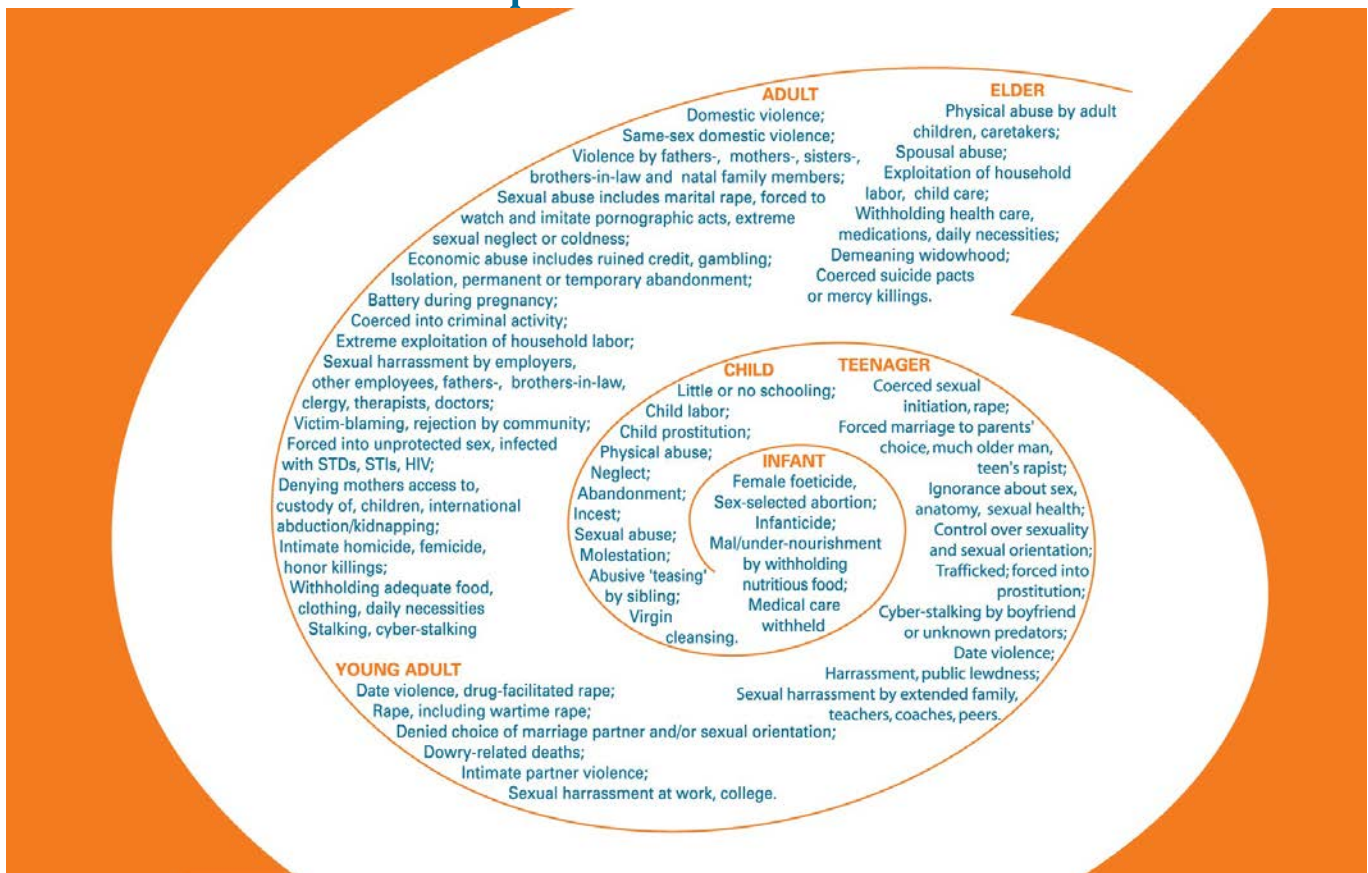 ADULT
Domestic violence;
Same-sex domestic violence;
Violence by fathers-, mothers-, sisters-,
brothers-in-law and natal family members;
Sexual abuse includes marital rape, forced to
watch and imitate pornographic acts, extreme
sexual neglect or coldness;
Economic abuse includes ruined credit, gambling;
Isolation, permanent or temporary abandonment;
Battery during pregnancy;
Coerced into criminal activity;
Extreme exploitation of household labor;
Sexual harrassment by employers,
other employees, fathers-, brothers-in-law,
clergy, therapists, doctors;
Victim-blaming, rejection by community;
Forced into unprotected sex, infected
with STDs, STIs, HIV;
Denying mothers access to,
custody of, children, international
abduction/kidnapping;
Intimate homicide, femicide,
honor killings;
Withholding adequate food,
clothing, daily necessities
Stalking, cyber-stalking
ELDER
Physical abuse by adult
children, caretakers;
Spousal abuse;
Exploitation of household
labor, child care;
Withholding health care,
medications, daily necessities;
Demeaning widowhood;
Coerced suicide pacts
or mercy killings.
CHILD
Little or no schooling;
Child labor;
Child prostitution;
Physical abuse;
Neglect;
Abandonment;
Incest;
Sexual abuse;
Molestation;
Abusive 'teasing'
by sibling;
Virgin
cleansing.
INFANT
Female foeticide,
Sex-selected abortion;
Infanticide;
Mal/under-nourishment
by withholding
nutritious food;
Medical care
withheld
TEENAGER
Coerced sexual
initiation, rape;
Forced marriage to parents'
choice, much older man,
teen's rapist;
Ignorance about sex,
anatomy, sexual health;
Control over sexuality
and sexual orientation;
Trafficked; forced into
prostitution;
Cyber-stalking by boyfriend
or unknown predators;
Date violence;
Harrassment, public lewdness;
Sexual harrassment by extended family,
teachers, coaches, peers.
YOUNG ADULT
Date violence, drug-facilitated rape;
Rape, including wartime rape;
Denied choice of marriage partner and/or sexual orientation;
Dowry-related deaths;
Intimate partner violence;
Sexual harrassment at work, college.